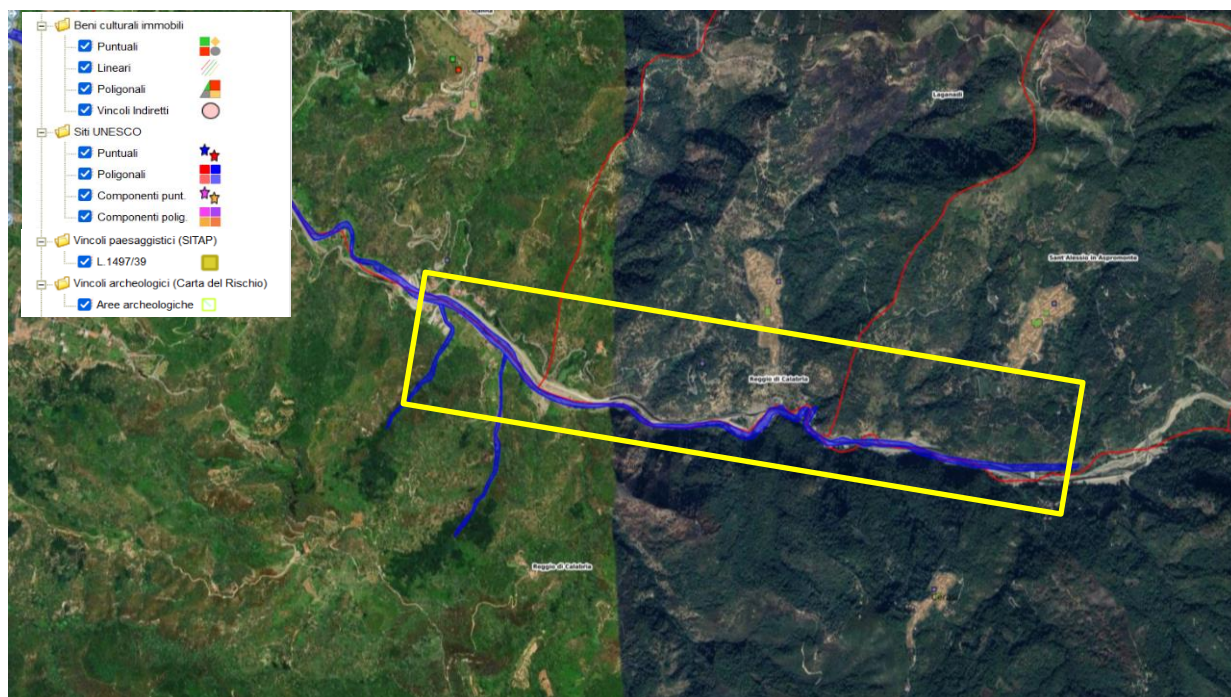 Beni culturali immobili
Puntuali
Lineari
Poligonali
Vincoli Indiretti
Siti UNESCO
Puntuali
Poligonali
Componenti punt.
Componenti polig.
Vincoli paesaggistici (SITAP)
L.1497/39
Vincoli archeologici (Carta del Rischio)
Aree archeologiche
Laganadi
Sant'Alessio in Aspromonte
Reggio di Calabria
Reggio di Calabria